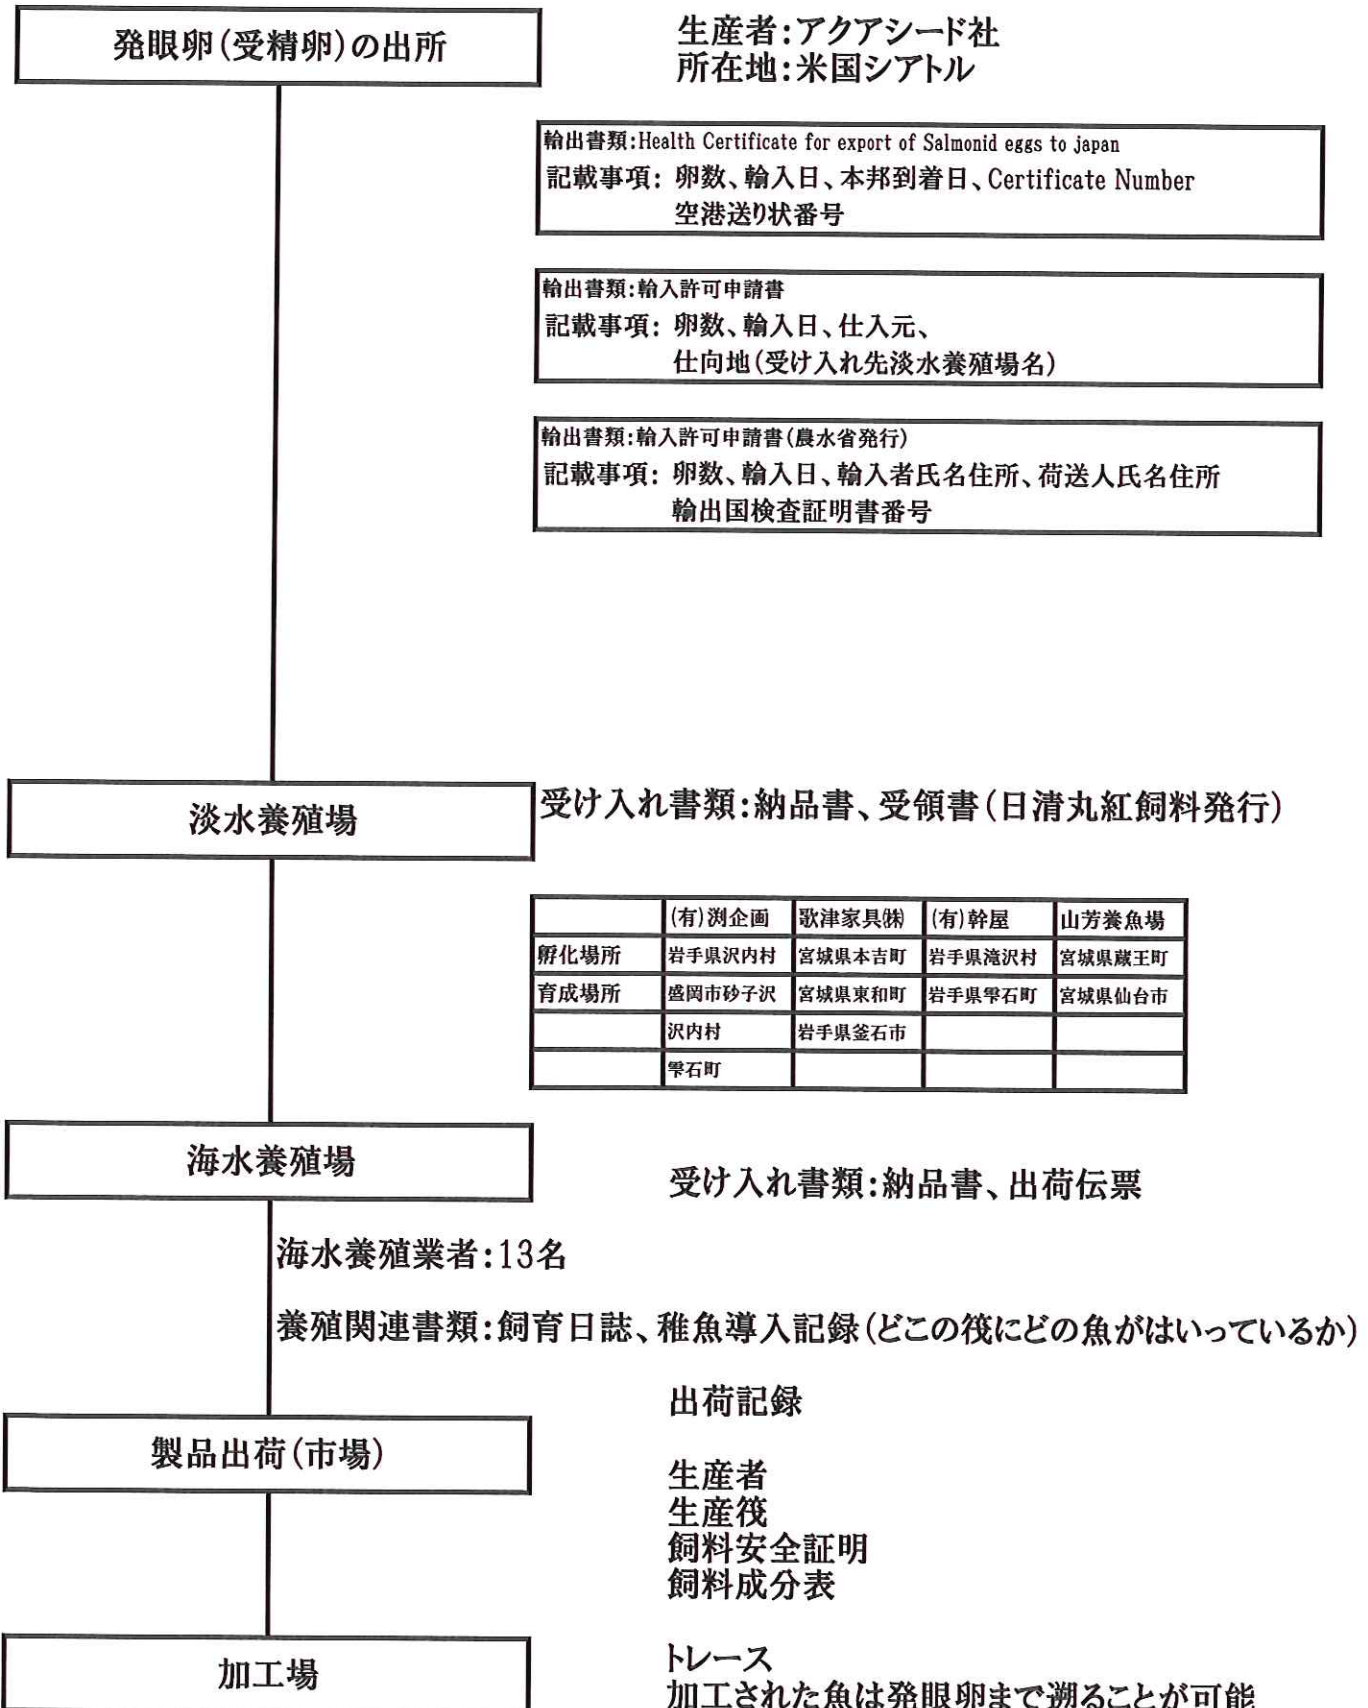 発眼卵(受精卵)の出所
生産者:アクアシード社
所在地:米国シアトル
輸出書類:Health Certificate for export of Salmonid eggs to japan
記載事項: 卵数、輸入日、本邦到着日、Certificate Number
空港送り状番号
輸出書類:輸入許可申請書
記載事項: 卵数、輸入日、仕入元、
仕向地(受け入れ先淡水養殖場名)
輸出書類:輸入許可申請書(農水省発行)
記載事項: 卵数、輸入日、輸入者氏名住所、荷送人氏名住所
輸出国検査証明書番号
淡水養殖場
受け入れ書類:納品書、受領書(日清丸紅飼料発行)
(有)渕企画 歌津家具㈱ (有)幹屋 山芳養魚場
孵化場所 岩手県沢内村 宮城県本吉町 岩手県滝沢村 宮城県蔵王町
育成場所 盛岡市砂子沢 宮城県東和町 岩手県雫石町 宮城県仙台市
沢内村 岩手県釜石市
雫石町
海水養殖場
受け入れ書類:納品書、出荷伝票
海水養殖業者:13名
養殖関連書類:飼育日誌、稚魚導入記録(どこの筏にどの魚がはいっているか)
出荷記録
製品出荷(市場)
生産者
生産筏
飼料安全証明
飼料成分表
加工場
トレース
加工された魚は発眼卵まで遡ることが可能